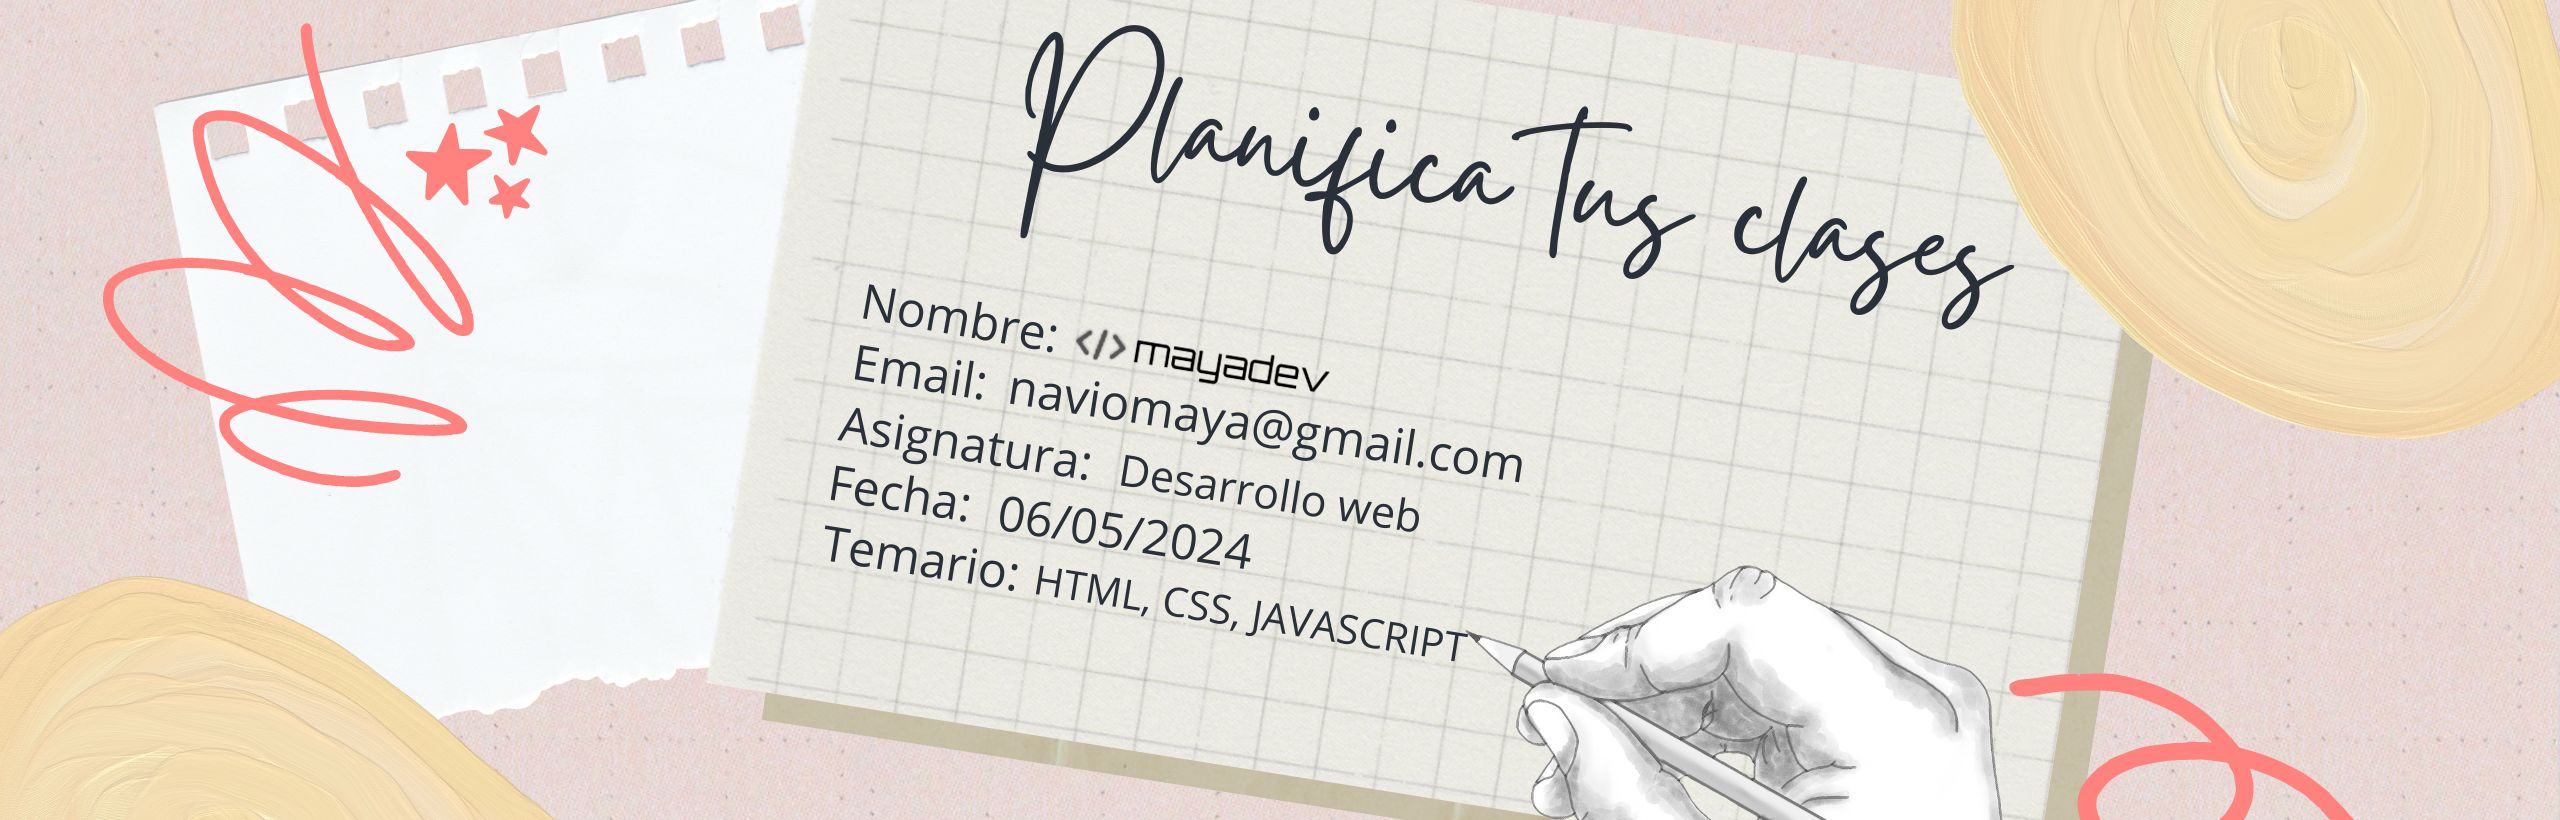 Planifica Tus clases
Nombre: </> mayadev
Email: naviomaya@gmail.com
Asignatura: Desarrollo web
Fecha: 06/05/2024
Temario: HTML, CSS, JAVASCRIPT